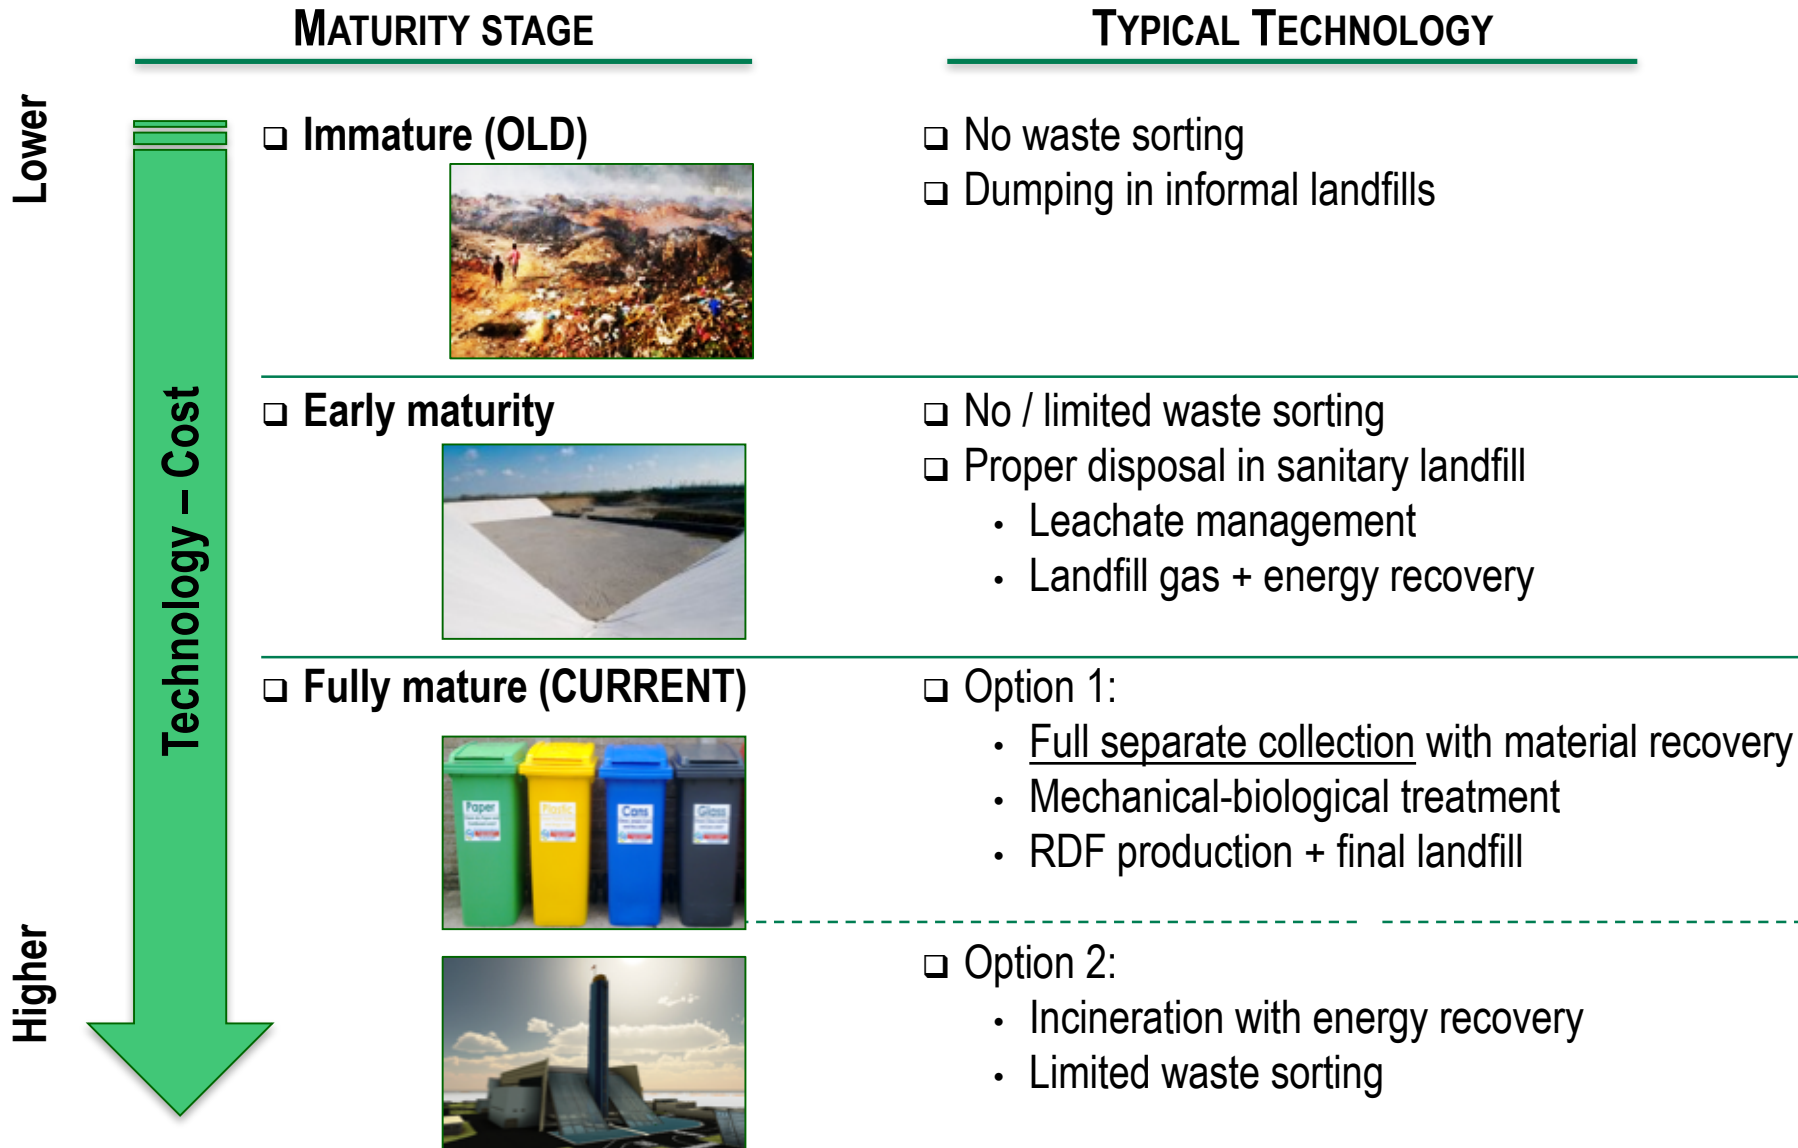 MATURITY STAGE
TYPICAL TECHNOLOGY
Lower
Technology – Cost
Higher
Immature (OLD)
No waste sorting
Dumping in informal landfills
Early maturity
No / limited waste sorting
Proper disposal in sanitary landfill
• Leachate management
• Landfill gas + energy recovery
Fully mature (CURRENT)
Option 1:
• Full separate collection with material recovery
• Mechanical-biological treatment
• RDF production + final landfill
Paper
Plastic
Cans
Glass
Option 2:
• Incineration with energy recovery
• Limited waste sorting